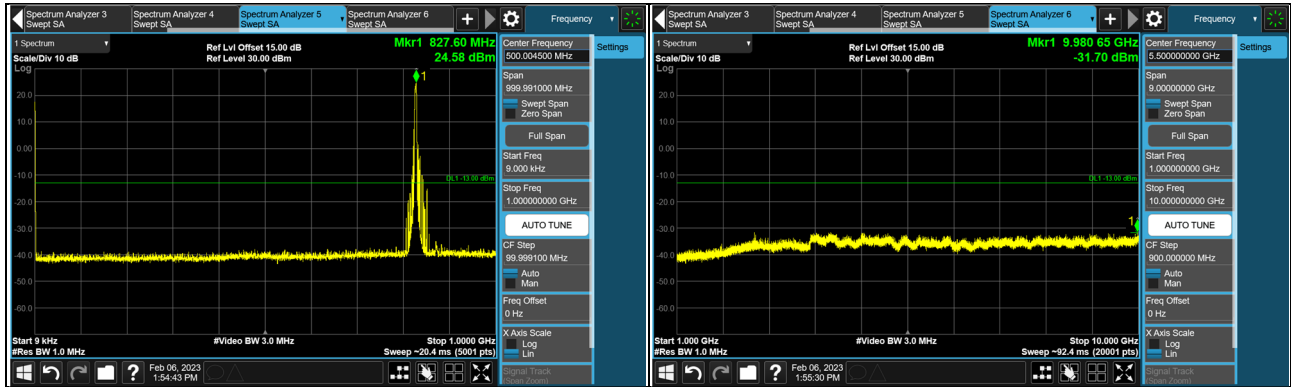 Spectrum Analyzer 3
Swept SA
Spectrum Analyzer 4
Swept SA
Spectrum Analyzer 5
Swept SA
Spectrum Analyzer 6
Swept SA
+
Frequency
1 Spectrum
Scale/Div 10 dB
Log
Ref Lvl Offset 15.00 dB
Ref Level 30.00 dBm
Mkr1 827.60 MHz
24.58 dBm
1
20.0
10.0
0.00
-10.0
-20.0
-30.0
-40.0
-50.0
-60.0
DL1 -13.00 dBm
Start 9 kHz
#Res BW 1.0 MHz
#Video BW 3.0 MHz
Stop 1.0000 GHz
Sweep ~20.4 ms (5001 pts)
Center Frequency
500.004500 MHz
Settings
Span
999.991000 MHz
Swept Span
Zero Span
Full Span
Start Freq
9.000 kHz
Stop Freq
1.000000000 GHz
AUTO TUNE
CF Step
99.999100 MHz
Auto
Man
Freq Offset
0 Hz
X Axis Scale
Log
Lin
Signal Track
(Span Zoom)
?
Feb 06, 2023
1:54:43 PM
Spectrum Analyzer 3
Swept SA
Spectrum Analyzer 4
Swept SA
Spectrum Analyzer 5
Swept SA
Spectrum Analyzer 6
Swept SA
+
Frequency
1 Spectrum
Scale/Div 10 dB
Log
Ref Lvl Offset 15.00 dB
Ref Level 30.00 dBm
Mkr1 9.980 65 GHz
-31.70 dBm
1
20.0
10.0
0.00
-10.0
-20.0
-30.0
-40.0
-50.0
-60.0
DL1 -13.00 dBm
Start 1.000 GHz
#Res BW 1.0 MHz
#Video BW 3.0 MHz
Stop 10.000 GHz
Sweep ~92.4 ms (20001 pts)
Center Frequency
5.500000000 GHz
Settings
Span
9.00000000 GHz
Swept Span
Zero Span
Full Span
Start Freq
1.000000000 GHz
Stop Freq
10.000000000 GHz
AUTO TUNE
CF Step
900.000000 MHz
Auto
Man
Freq Offset
0 Hz
X Axis Scale
Log
Lin
Signal Track
(Span Zoom)
?
Feb 06, 2023
1:55:30 PM